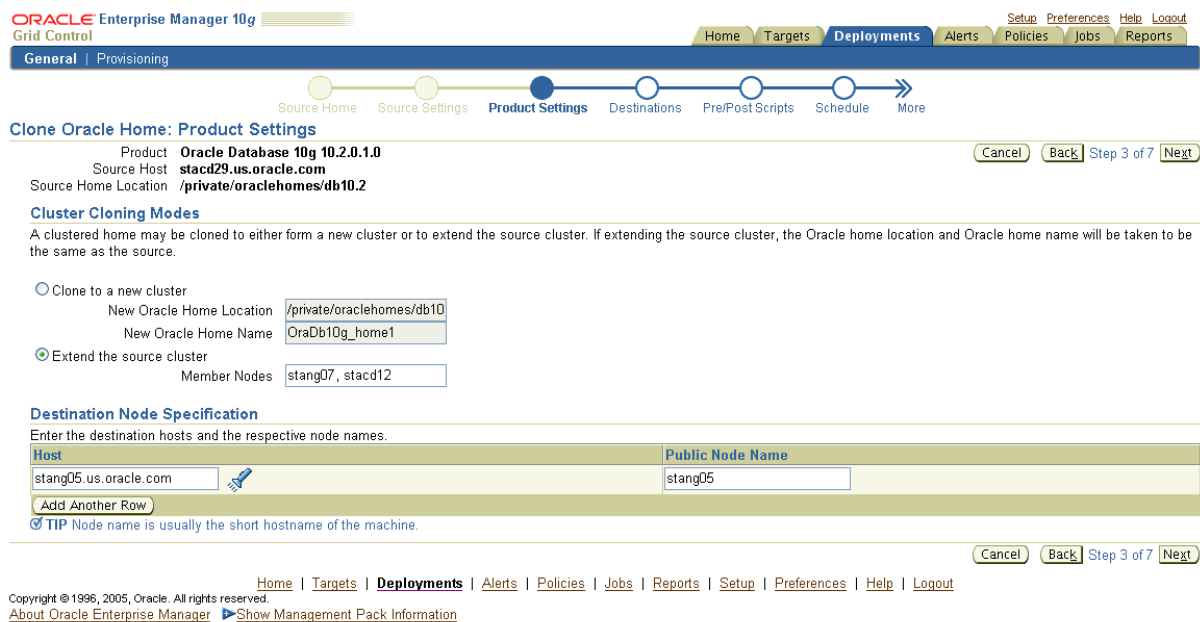 ORACLE Enterprise Manager 10g
Grid Control
Setup Preferences Help Logout
Home Targets Deployments Alerts Policies Jobs Reports
General | Provisioning
Source Home Source Settings Product Settings Destinations Pre/Post Scripts Schedule More
Clone Oracle Home: Product Settings
Product Oracle Database 10g 10.2.0.1.0
Cancel Back Step 3 of 7 Next
Source Host stacd29.us.oracle.com
Source Home Location /private/oraclehomes/db10.2
Cluster Cloning Modes
A clustered home may be cloned to either form a new cluster or to extend the source cluster. If extending the source cluster, the Oracle home location and Oracle home name will be taken to be
the same as the source.
Clone to a new cluster
New Oracle Home Location /private/oraclehomes/db10
New Oracle Home Name OraDb10g_home1
Extend the source cluster
Member Nodes stang07, stacd12
Destination Node Specification
Enter the destination hosts and the respective node names.
Host Public Node Name
stang05.us.oracle.com stang05
Add Another Row
TIP Node name is usually the short hostname of the machine.
Cancel Back Step 3 of 7 Next
Home | Targets | Deployments | Alerts | Policies | Jobs | Reports | Setup | Preferences | Help | Logout
Copyright © 1996, 2005, Oracle. All rights reserved.
About Oracle Enterprise Manager Show Management Pack Information